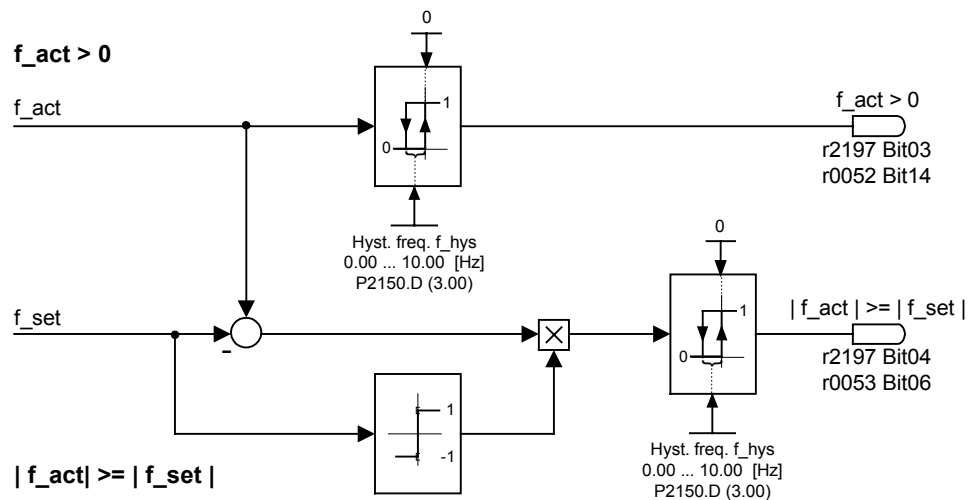 0
f_act > 0
f_act
1
0
f_act > 0
r2197 Bit03
r0052 Bit14
Hyst. freq. f_hys
0.00 ... 10.00 [Hz]
P2150.D (3.00)
0
f_set
-
1
0
| f_act | >= | f_set |
r2197 Bit04
r0053 Bit06
1
-1
Hyst. freq. f_hys
0.00 ... 10.00 [Hz]
P2150.D (3.00)
| f_act| >= | f_set |